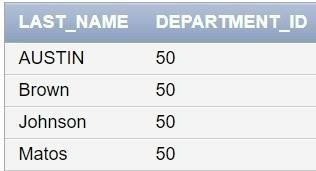 LAST_NAME DEPARTMENT_ID
AUSTIN 50
Brown 50
Johnson 50
Matos 50